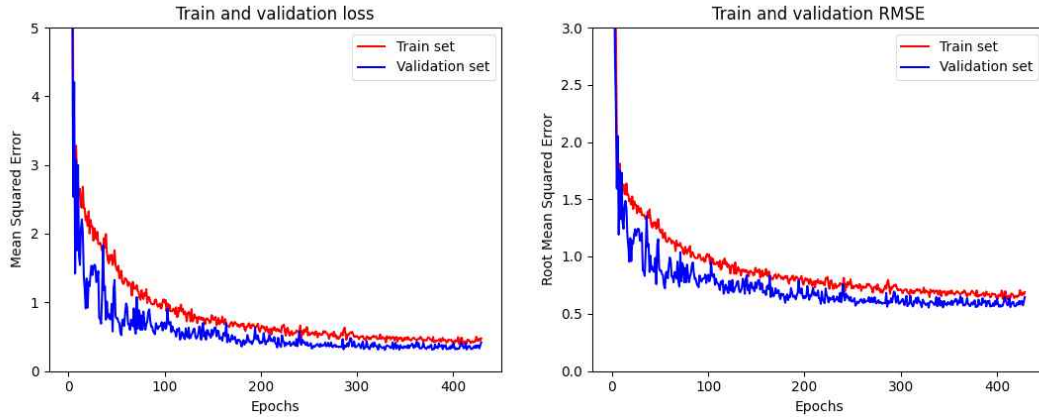 Train and validation loss
5
4
3
2
1
0
Mean Squared Error
Train set
Validation set
0 100 200 300 400
Epochs
Train and validation RMSE
3.0
2.5
2.0
1.5
1.0
0.5
0.0
Root Mean Squared Error
Train set
Validation set
0 100 200 300 400
Epochs